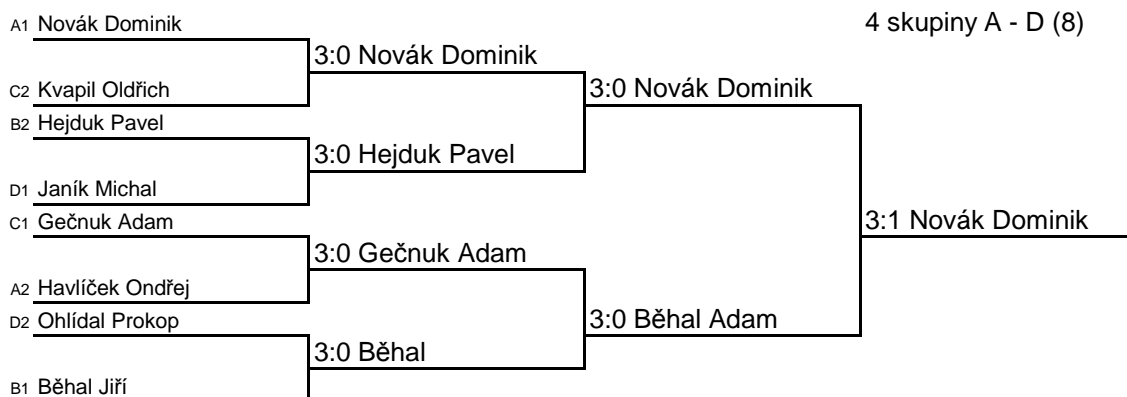 A1 Novák Dominik
4 skupiny A - D (8)
3:0 Novák Dominik
C2 Kvapil Oldřich
3:0 Novák Dominik
B2 Hejduk Pavel
3:0 Hejduk Pavel
D1 Janík Michal
C1 Gečnuk Adam
3:1 Novák Dominik
3:0 Gečnuk Adam
A2 Havlíček Ondřej
D2 Ohlídal Prokop
3:0 Běhal Adam
3:0 Běhal
B1 Běhal Jiří